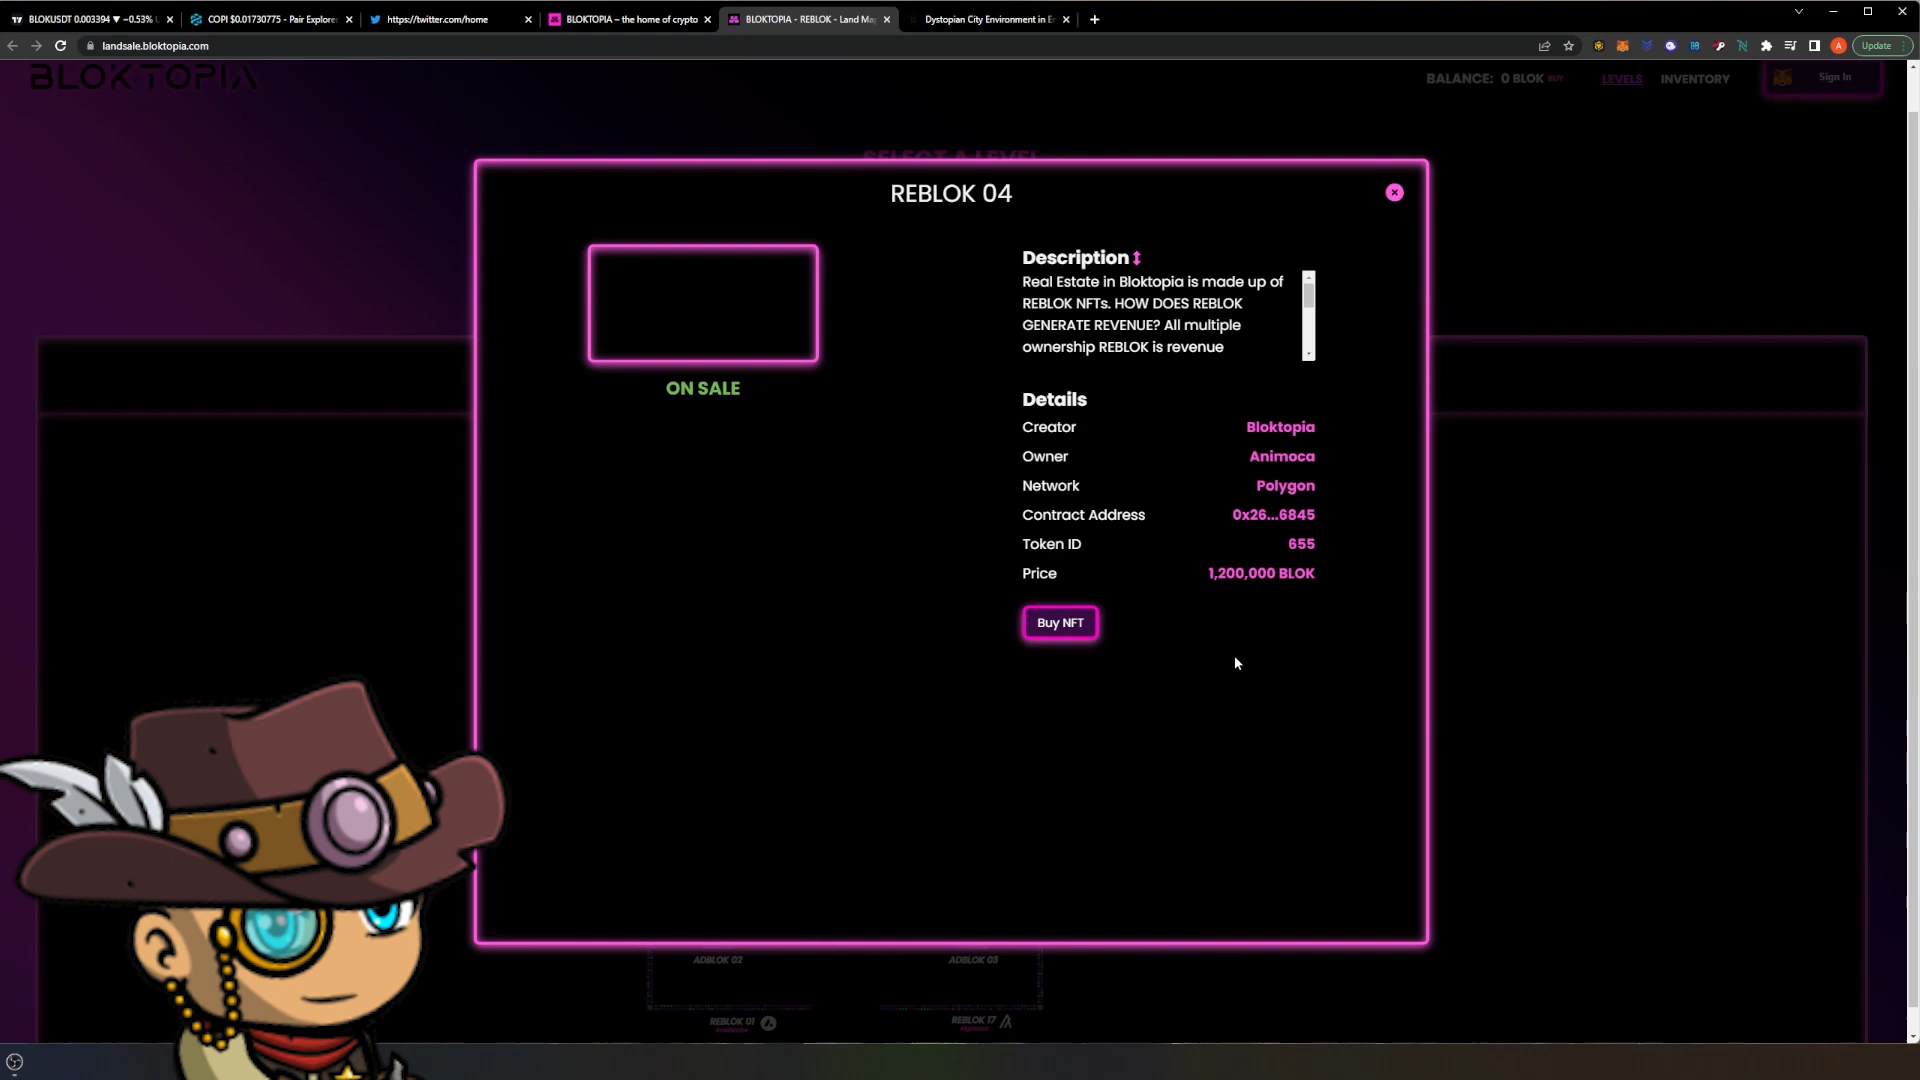 BLOKUSDT 0.003394 ▼ −0.53%
COPI $0.01730775 - Pair Explorer
https://twitter.com/home
BLOKTOPIA – the home of crypto
BLOKTOPIA - REBLOK - Land Ma
Dystopian City Environment in
landsale.bloktopia.com
A
Update
BLOKTOPIA
BALANCE: 0 BLOK BUY
LEVELS
INVENTORY
Sign In
SELECT A LEVEL
REBLOK 04
ON SALE
Description
Real Estate in Bloktopia is made up of
REBLOK NFTs. HOW DOES REBLOK
GENERATE REVENUE? All multiple
ownership REBLOK is revenue
Details
Creator Bloktopia
Owner Animoca
Network Polygon
Contract Address 0x26...6845
Token ID 655
Price 1,200,000 BLOK
Buy NFT
ADBLOK 02
ADBLOK 03
REBLOK 01
REBLOK 17